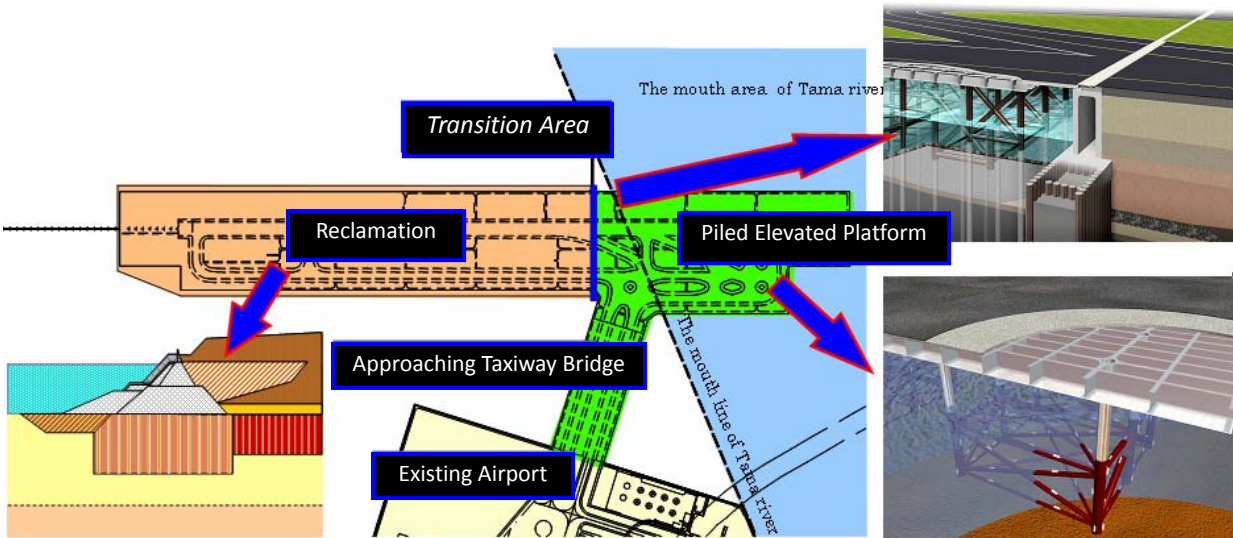 The mouth area of Tama river
Transition Area
Reclamation
Piled Elevated Platform
Approaching Taxiway Bridge
The mouth line of Tama river
Existing Airport